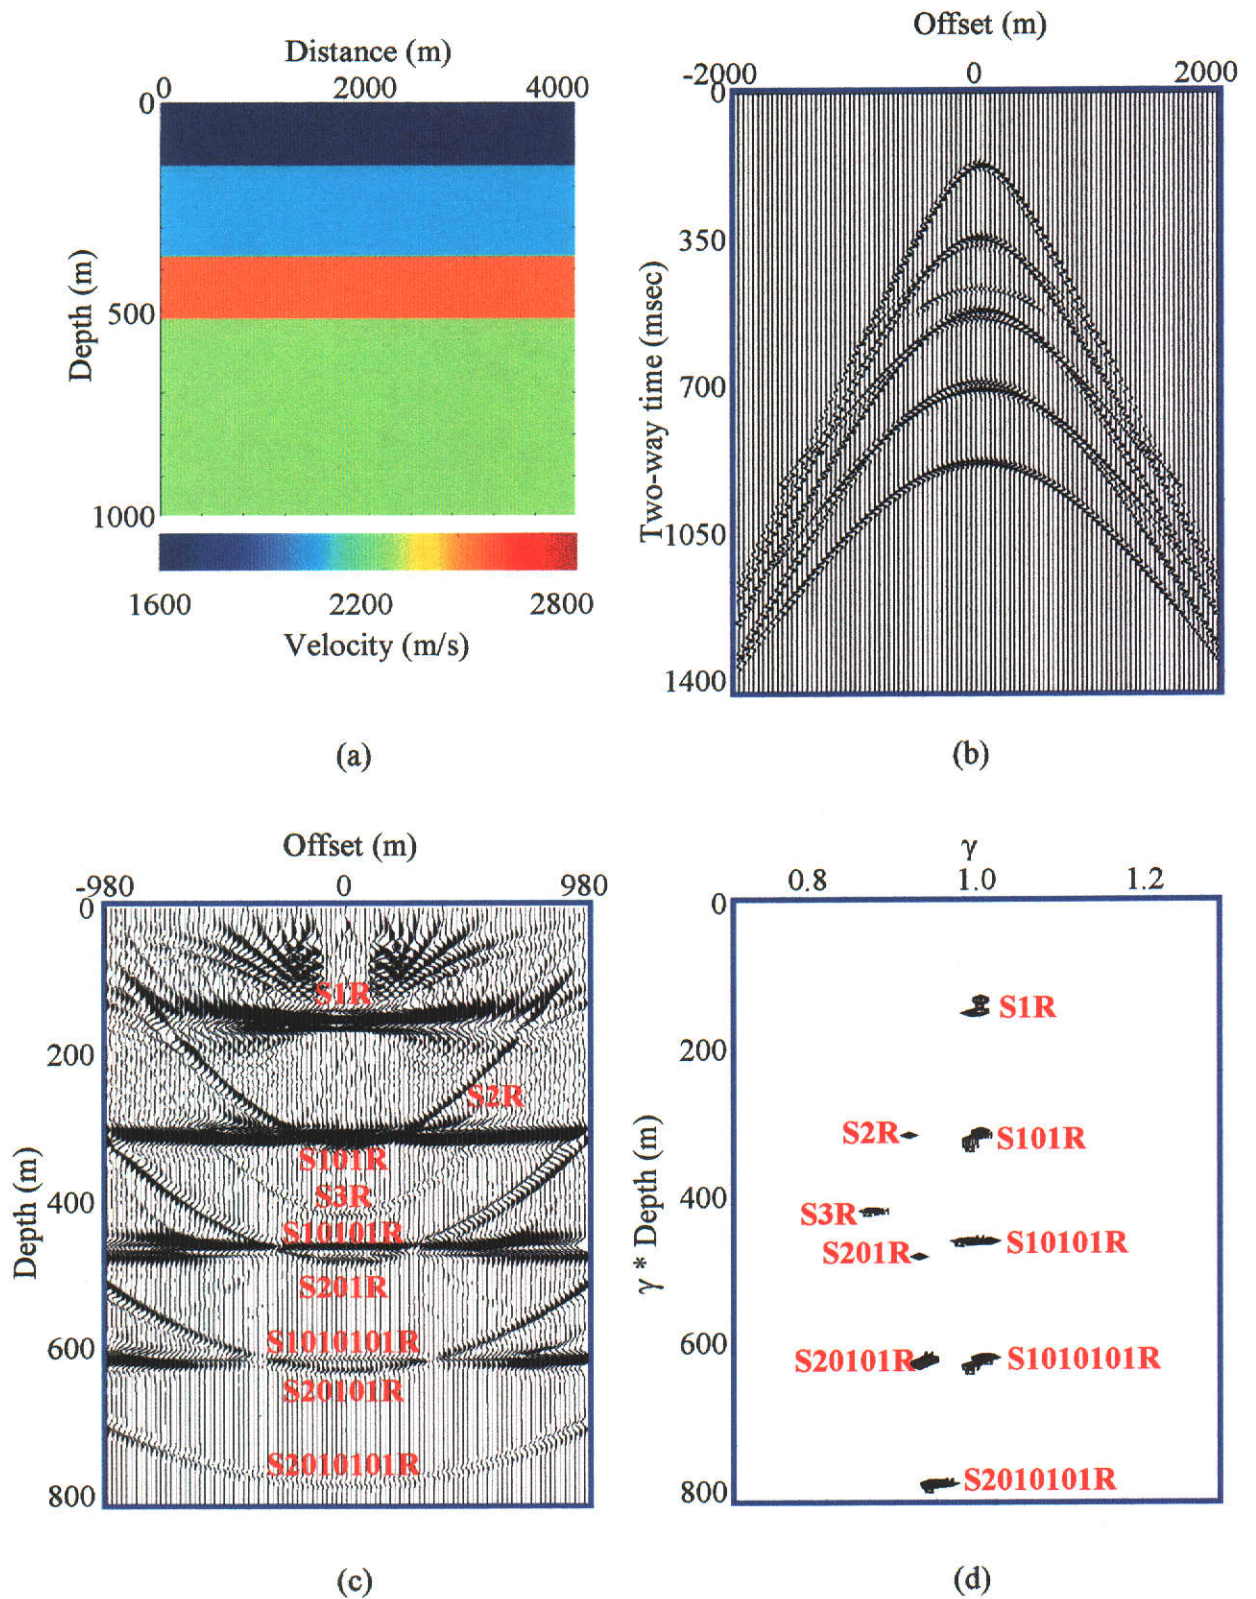 Distance (m)
0 2000 4000
0
500
1000
Depth (m)
1600 2200 2800
Velocity (m/s)
(a)
Offset (m)
-2000 0 2000
0
350
700
1050
1400
Two-way time (msec)
(b)
Offset (m)
-980 0 980
0
200
400
600
800
Depth (m)
S1R
S2R
S101R
S3R
S10101R
S201R
S1010101R
S20101R
S2010101R
(c)
γ
0.8 1.0 1.2
0
200
400
600
800
γ * Depth (m)
S1R
S2R S101R
S3R
S201R S10101R
S20101R S1010101R
S2010101R
(d)